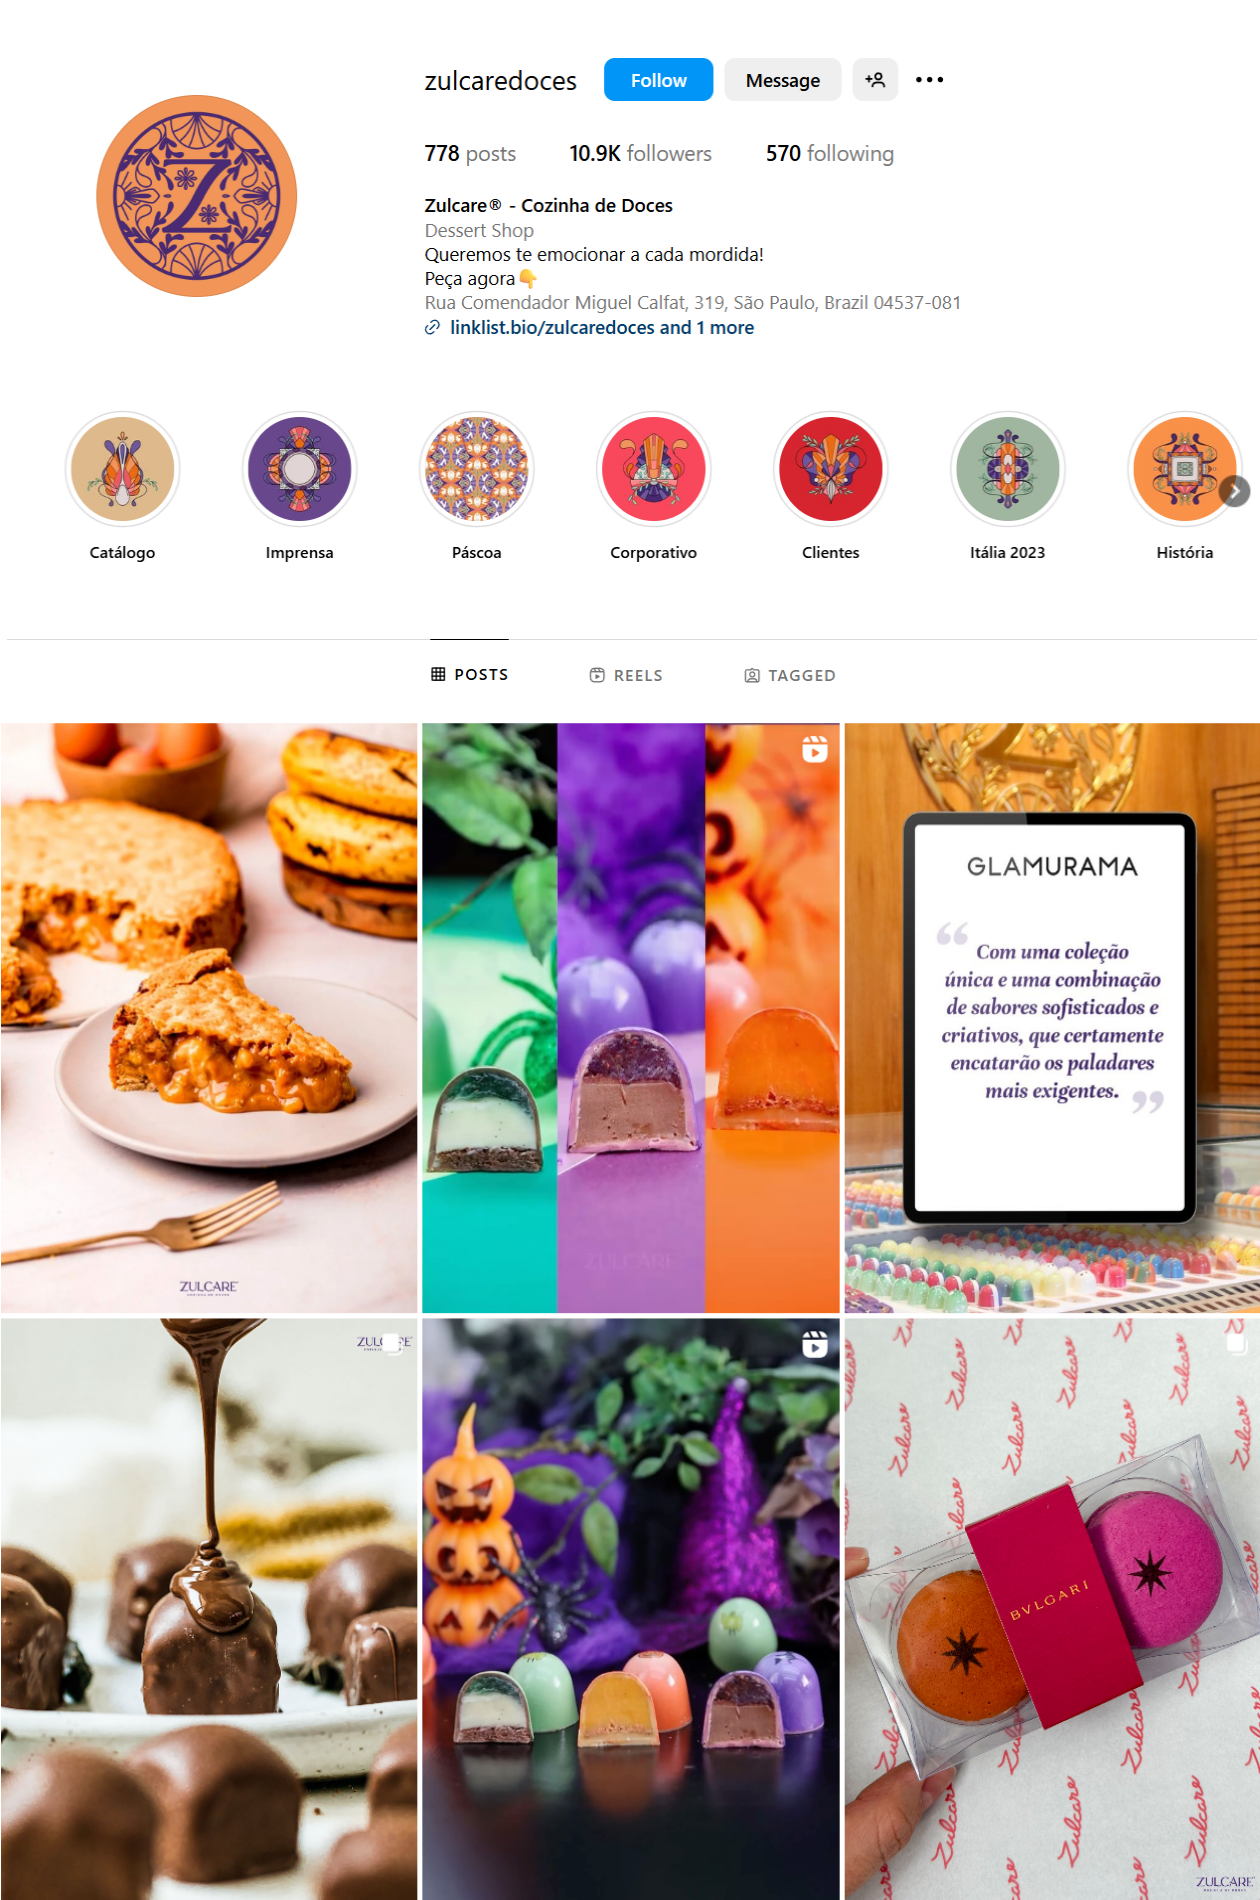 zulcaredoces Follow Message
778 posts 10.9K followers 570 following
Zulcare® - Cozinha de Doces
Dessert Shop
Queremos te emocionar a cada mordida!
Peça agora👇
Rua Comendador Miguel Calfat, 319, São Paulo, Brazil 04537-081
linklist.bio/zulcaredoces and 1 more
Catálogo Imprensa Páscoa Corporativo Clientes Itália 2023 História
POSTS REELS TAGGED
ZULCARE
ZULCARE
GLAMURAMA
“ Com uma coleção
única e uma combinação
de sabores sofisticados e
criativos, que certamente
encatarão os paladares
mais exigentes. ”
Zulcare
BVLGARI
ZULCARE